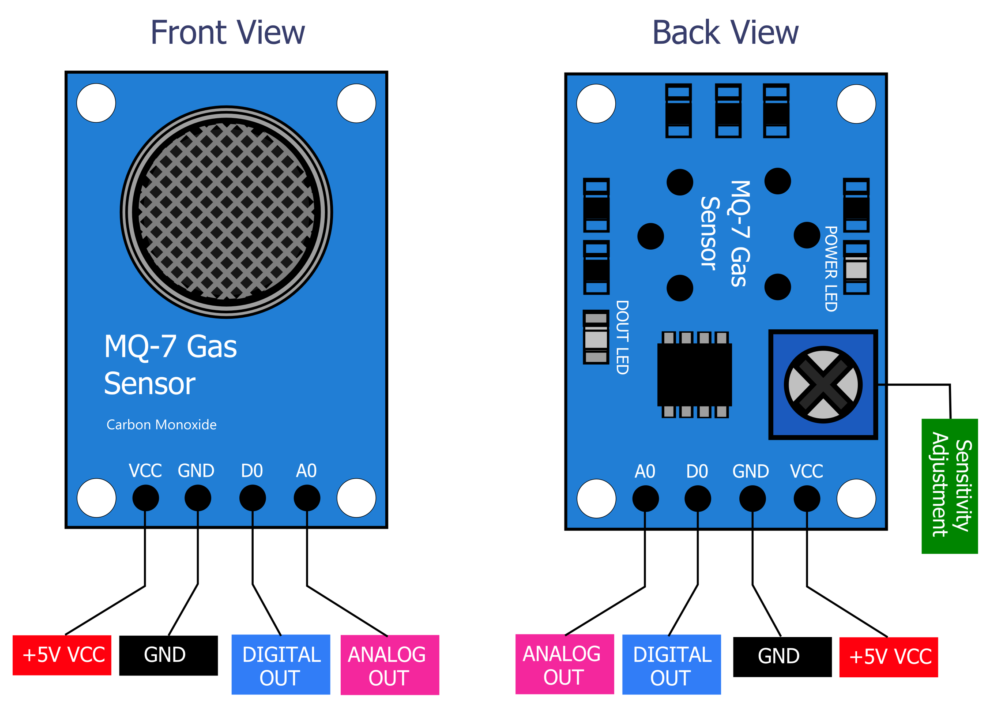 Front View
MQ-7 Gas
Sensor
Carbon Monoxide
VCC GND D0 A0
+5V VCC
GND
DIGITAL
OUT
ANALOG
OUT
Back View
MQ-7 Gas
Sensor
POWER LED
DOUT LED
Sensitivity
Adjustment
A0 D0 GND VCC
ANALOG
OUT
DIGITAL
OUT
GND
+5V VCC